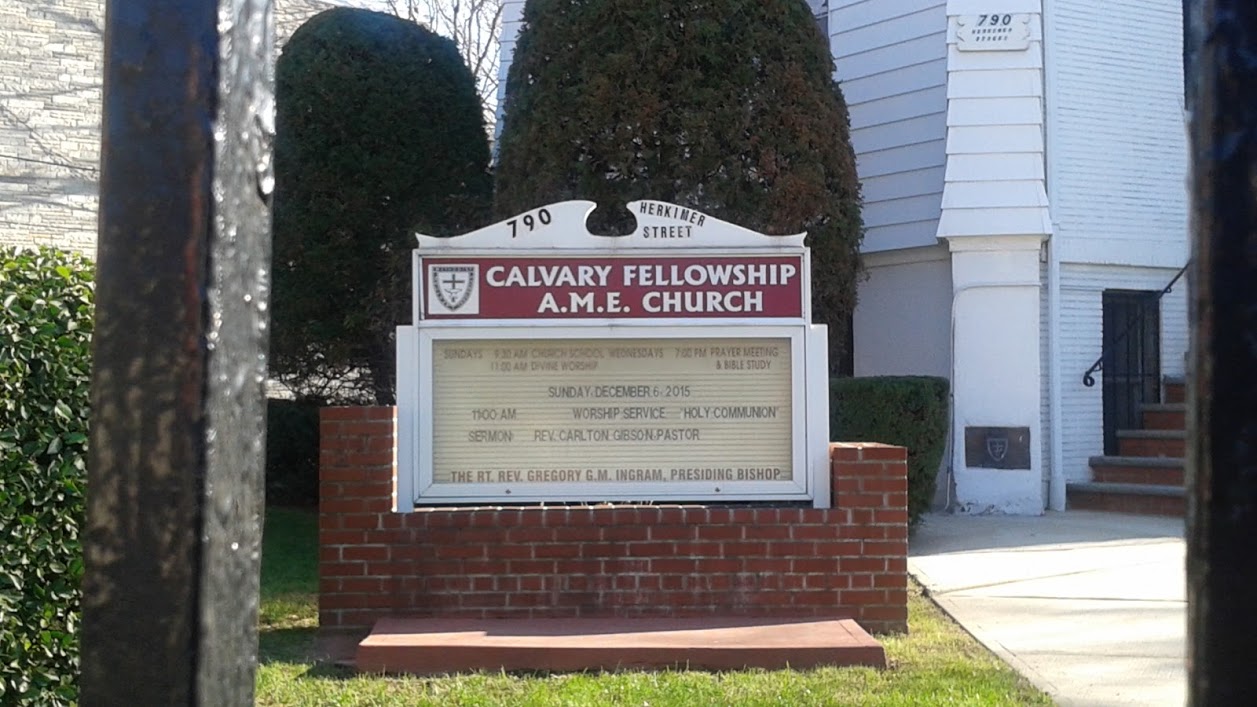 790
HERKIMER
STREET
790
HERKIMER
STREET
CALVARY FELLOWSHIP
A.M.E. CHURCH
SUNDAYS 9:30 AM CHURCH SCHOOL WEDNESDAYS 7:00 PM PRAYER MEETING
11:00 AM DIVINE WORSHIP & BIBLE STUDY
SUNDAY, DECEMBER 6, 2015
11:00 AM WORSHIP SERVICE "HOLY COMMUNION"
SERMON: REV. CARLTON GIBSON, PASTOR
THE RT. REV. GREGORY G.M. INGRAM, PRESIDING BISHOP